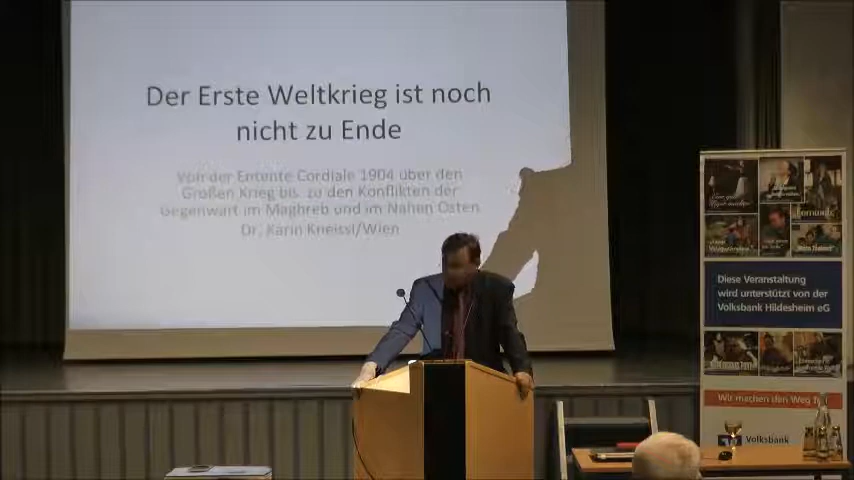 Der Erste Weltkrieg ist noch
nicht zu Ende
Von der Entente Cordiale 1904 über den
Großen Krieg bis zu den Konflikten der
Gegenwart im Maghreb und im Nahen Osten
Dr. Karin Kneissl/Wien
Diese Veranstaltung
wird unterstützt von der
Volksbank Hildesheim eG
Wir machen den Weg frei
Volksbank